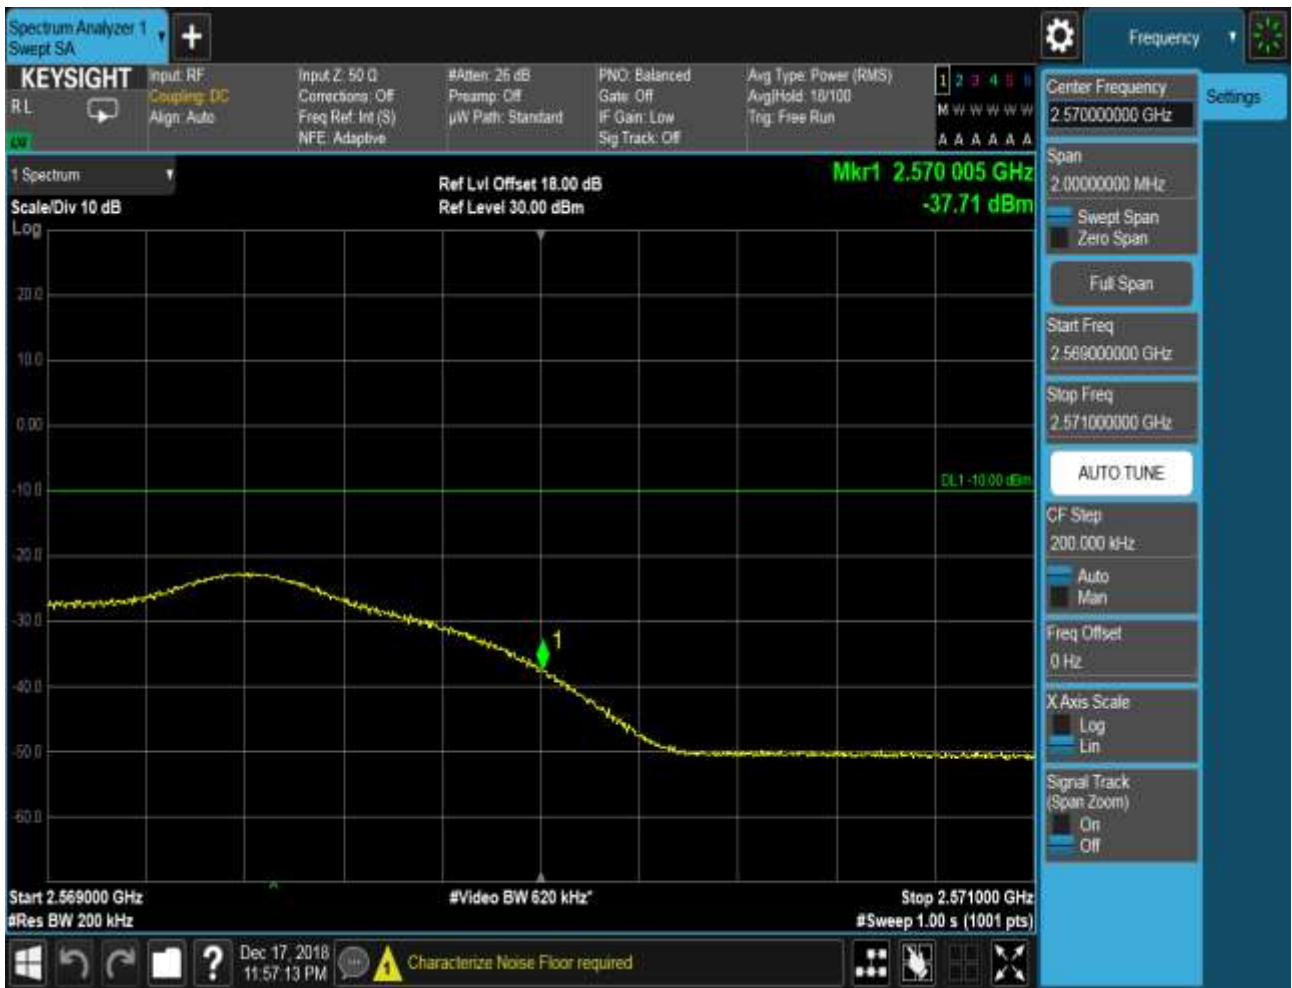 Spectrum Analyzer 1
Swept SA
+
Frequency
KEYSIGHT
R L
Input: RF
Coupling: DC
Align: Auto
Input Z: 50 Ω
Corrections: Off
Freq Ref: Int (S)
NFE: Adaptive
#Atten: 26 dB
Preamp: Off
µW Path: Standard
PNO: Balanced
Gate: Off
IF Gain: Low
Sig Track: Off
Avg Type: Power (RMS)
Avg|Hold: 18/100
Trig: Free Run
1 2 3 4 5 6
M W W W W W
A A A A A A
1 Spectrum
Scale/Div 10 dB
Log
Ref Lvl Offset 18.00 dB
Ref Level 30.00 dBm
Mkr1 2.570 005 GHz
-37.71 dBm
20.0
10.0
0.00
-10.0
DL1 -10.00 dBm
-20.0
-30.0
1
-40.0
-50.0
-60.0
Start 2.569000 GHz
#Res BW 200 kHz
#Video BW 620 kHz*
Stop 2.571000 GHz
#Sweep 1.00 s (1001 pts)
?
Dec 17, 2018
11:57:13 PM
1
Characterize Noise Floor required
Center Frequency
2.570000000 GHz
Settings
Span
2.00000000 MHz
Swept Span
Zero Span
Full Span
Start Freq
2.569000000 GHz
Stop Freq
2.571000000 GHz
AUTO TUNE
CF Step
200.000 kHz
Auto
Man
Freq Offset
0 Hz
X Axis Scale
Log
Lin
Signal Track
(Span Zoom)
On
Off